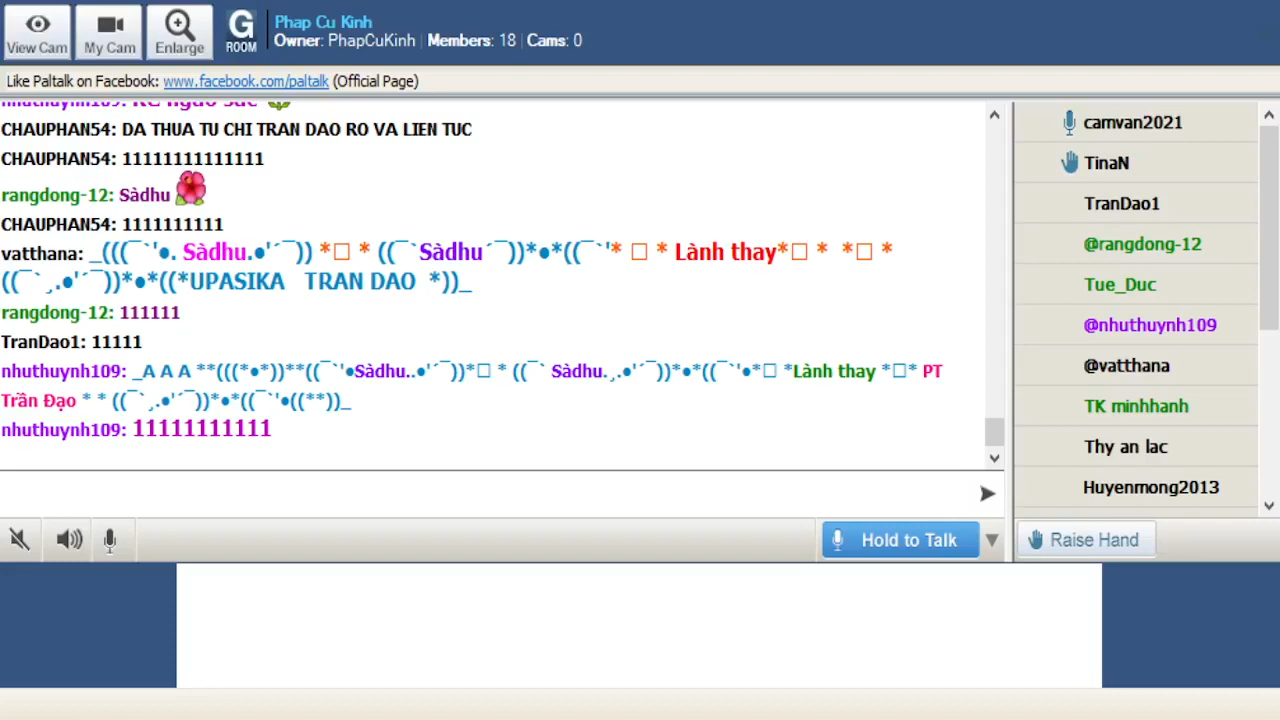 View Cam
My Cam
Enlarge
G
ROOM
Phap Cu Kinh
Owner: PhapCuKinh | Members: 18 | Cams: 0
Like Paltalk on Facebook: www.facebook.com/paltalk (Official Page)
CHAUPHAN54: DA THUA TU CHI TRAN DAO RO VA LIEN TUC
CHAUPHAN54: 11111111111111
rangdong-12: Sàdhu
CHAUPHAN54: 1111111111
vatthana: _(((¯`'●. Sàdhu.●'´¯)) *□ * ((¯`Sàdhu´¯))*●*((¯`'* □ * Lành thay*□ * *□ *
((¯`¸.●'´¯))*●*((*UPASIKA TRAN DAO *))_
rangdong-12: 111111
TranDao1: 11111
nhuthuynh109: _A A A **(((*●*))**((¯`'●Sàdhu..●'´¯))*□ * ((¯` Sàdhu.¸.●'´¯))*●*((¯`'●*□ *Lành thay *□* PT
Trần Đạo * * ((¯`¸.●'´¯))*●*((¯`'●((**))_
nhuthuynh109: 11111111111
camvan2021
TinaN
TranDao1
@rangdong-12
Tue_Duc
@nhuthuynh109
@vatthana
TK minhhanh
Thy an lac
Huyenmong2013
Hold to Talk
Raise Hand